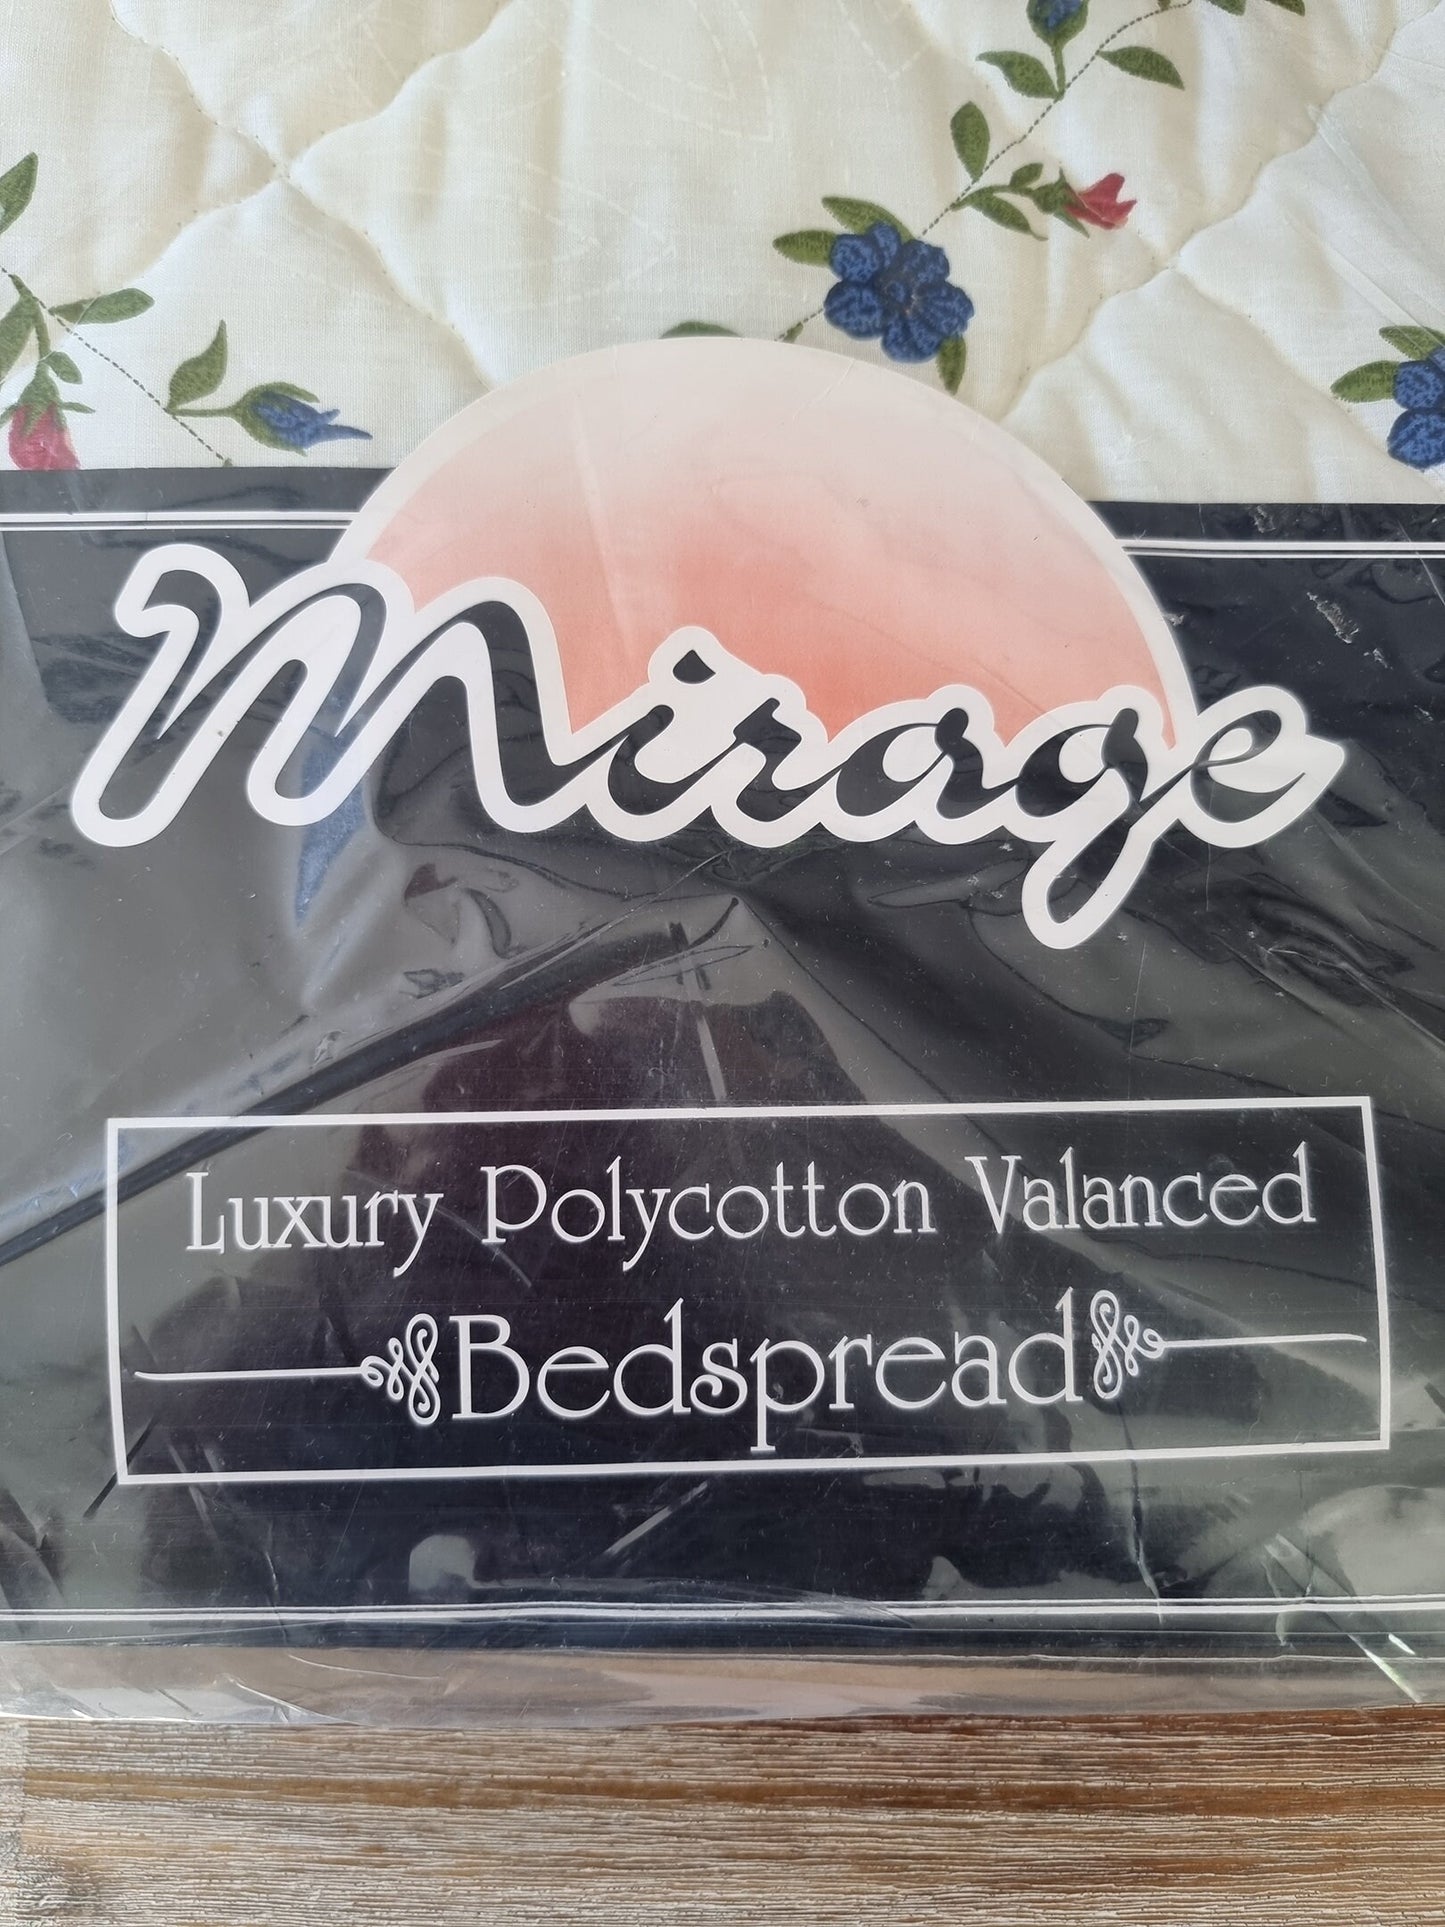 Mirage
Luxury Polycotton Valanced
Bedspread